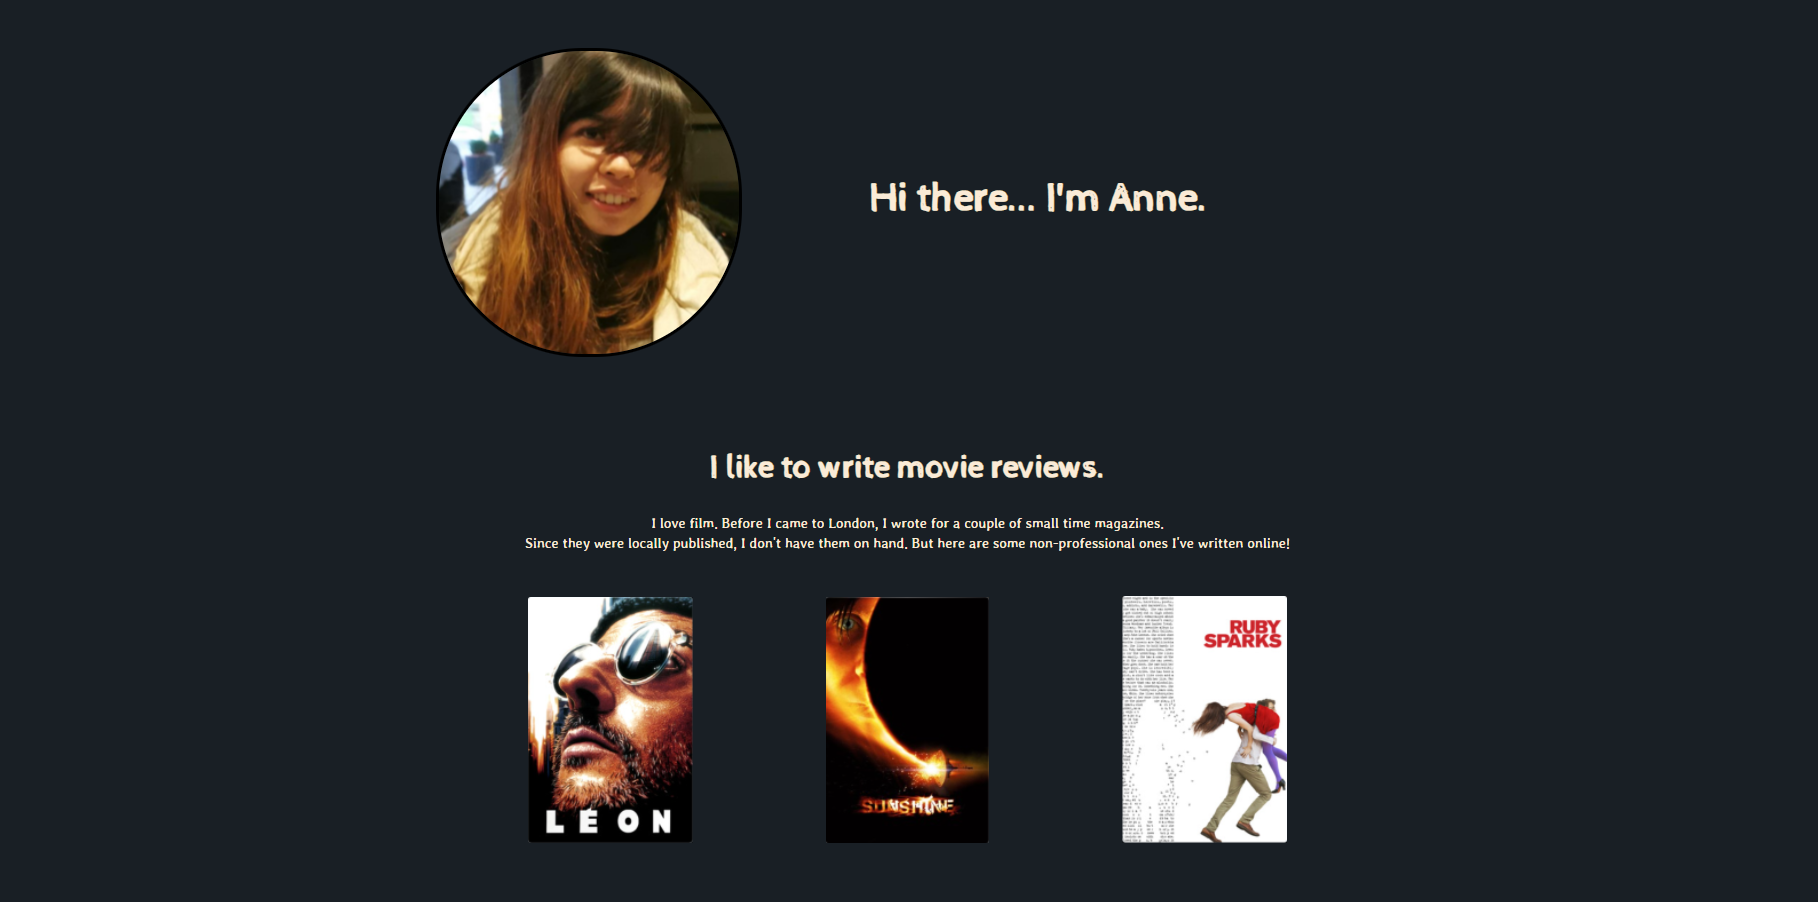 Hi there... I'm Anne.
I like to write movie reviews.
I love film. Before I came to London, I wrote for a couple of small time magazines.
Since they were locally published, I don't have them on hand. But here are some non-professional ones I've written online!
LEON
SUNSHINE
RUBY
SPARKS